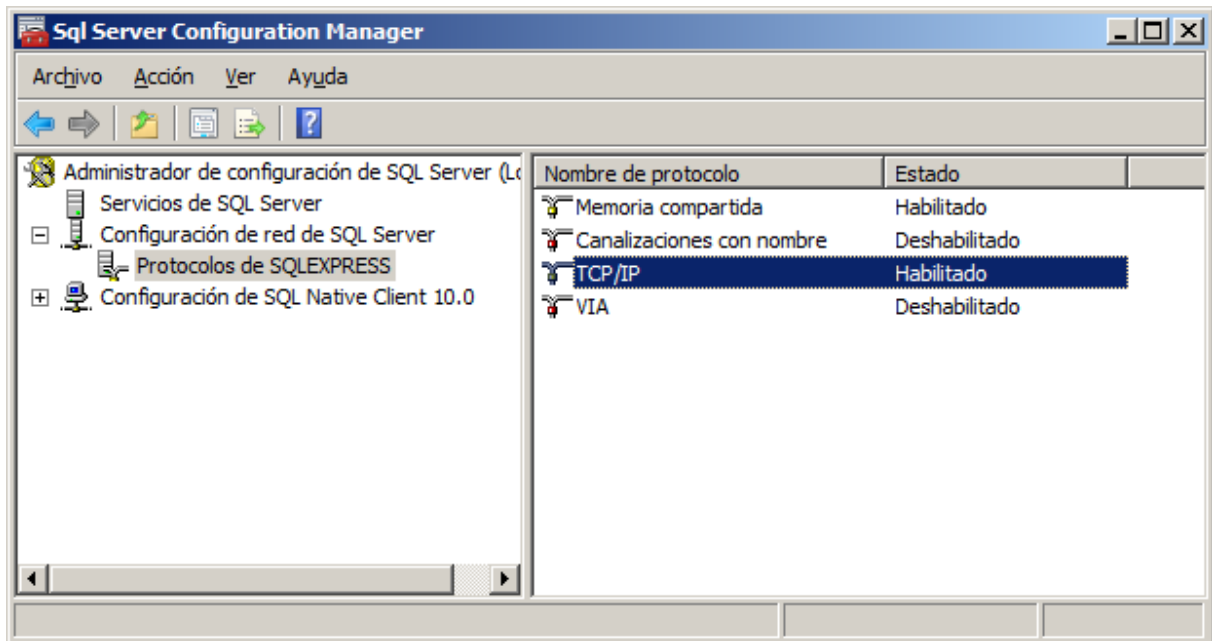 Sql Server Configuration Manager
Archivo Acción Ver Ayuda
Administrador de configuración de SQL Server (Lo
Servicios de SQL Server
Configuración de red de SQL Server
Protocolos de SQLEXPRESS
Configuración de SQL Native Client 10.0
Nombre de protocolo Estado
Memoria compartida Habilitado
Canalizaciones con nombre Deshabilitado
TCP/IP Habilitado
VIA Deshabilitado